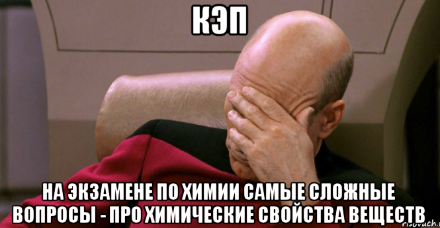 КЭП
НА ЭКЗАМЕНЕ ПО ХИМИИ САМЫЕ СЛОЖНЫЕ
ВОПРОСЫ - ПРО ХИМИЧЕСКИЕ СВОЙСТВА ВЕЩЕСТВ